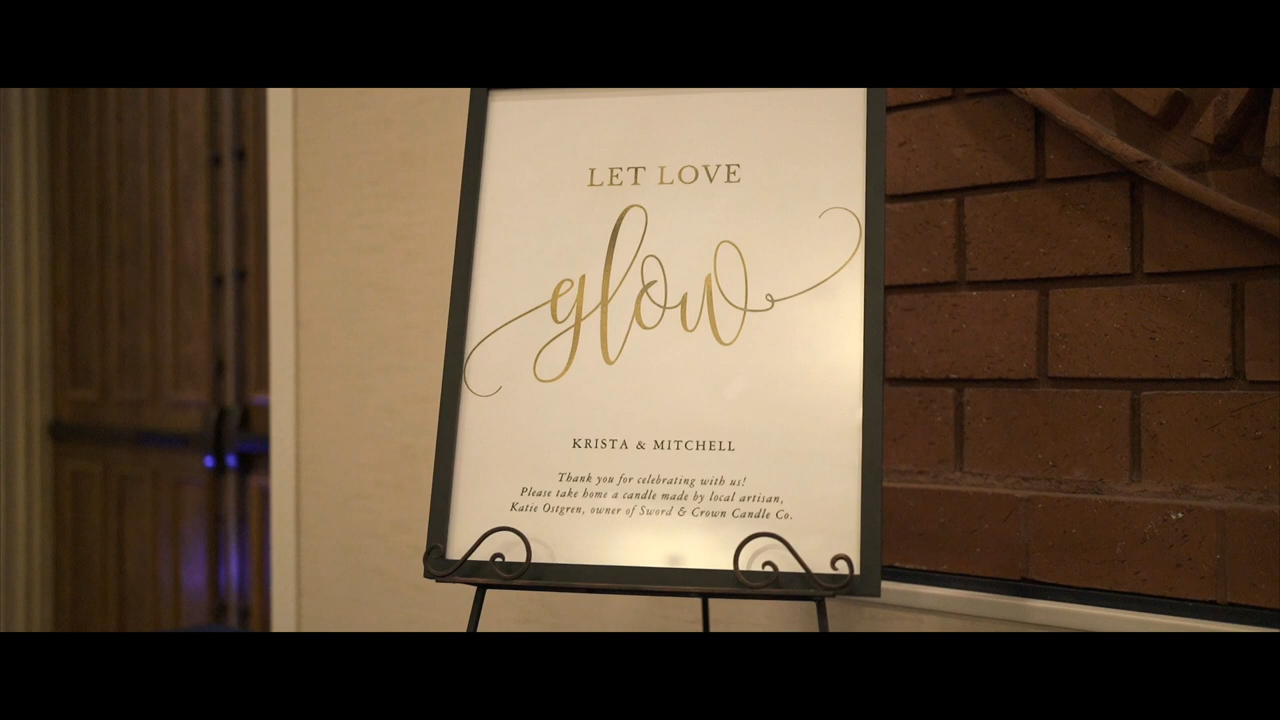 LET LOVE
glow
KRISTA & MITCHELL
Thank you for celebrating with us!
Please take home a candle made by local artisan,
Katie Ostgren, owner of Sword & Crown Candle Co.